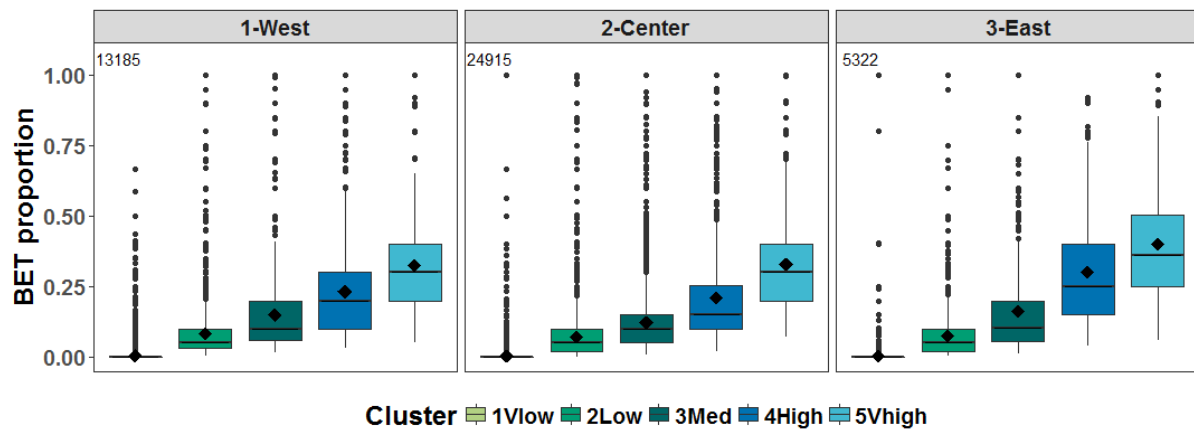 1-West 2-Center 3-East
13185 24915 5322
BET proportion
1.00
0.75
0.50
0.25
0.00
Cluster 1Vlow 2Low 3Med 4High 5Vhigh